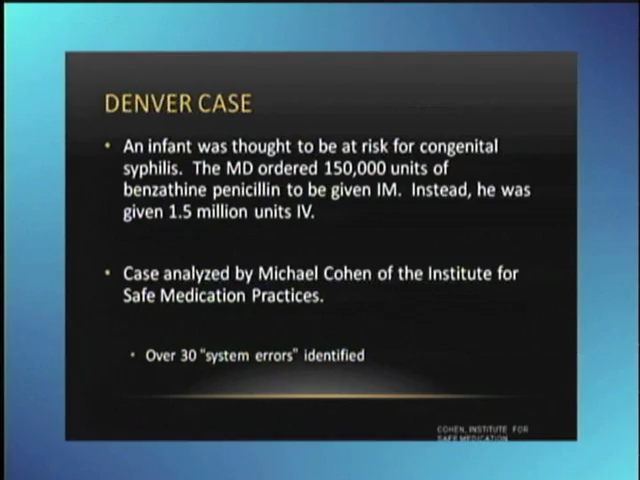 DENVER CASE
• An infant was thought to be at risk for congenital
syphilis. The MD ordered 150,000 units of
benzathine penicillin to be given IM. Instead, he was
given 1.5 million units IV.
• Case analyzed by Michael Cohen of the Institute for
Safe Medication Practices.
• Over 30 "system errors" identified
COHEN, INSTITUTE FOR
SAFE MEDICATION